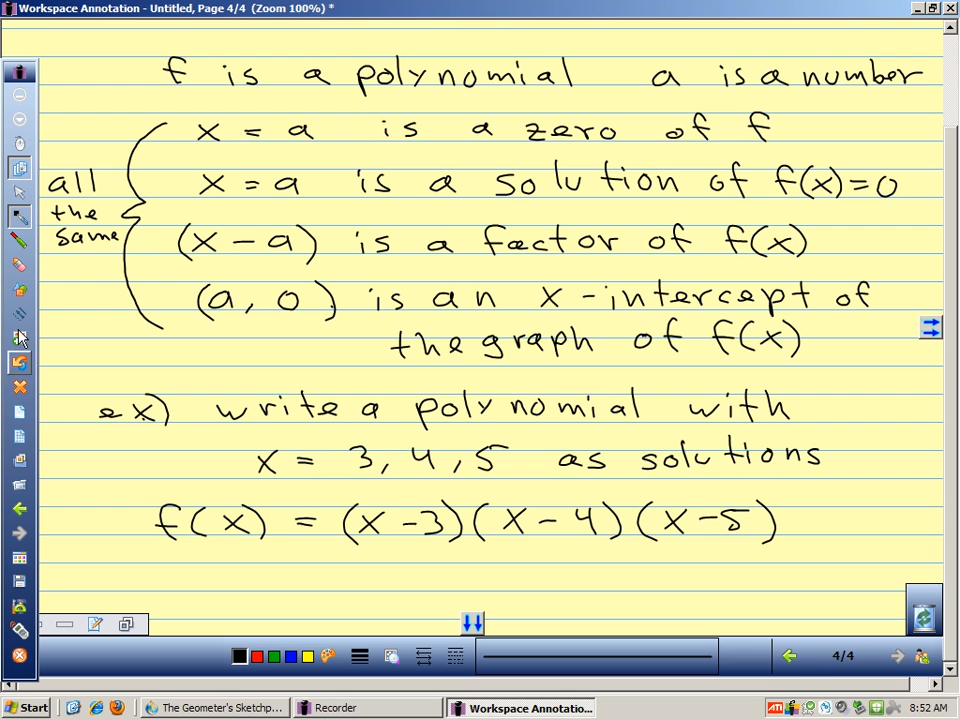 Workspace Annotation - Untitled, Page 4/4 (Zoom 100%) *
f is a polynomial a is a number
x = a is a zero of f
x = a is a solution of f(x)=0
all the same
(x - a) is a factor of f(x)
(a, 0) is an x-intercept of
the graph of f(x)
ex) write a polynomial with
x = 3, 4, 5 as solutions
f(x) = (x-3)(x-4)(x-5)
4/4
Start The Geometer's Sketchp... Recorder Workspace Annotatio... ATI 8:52 AM